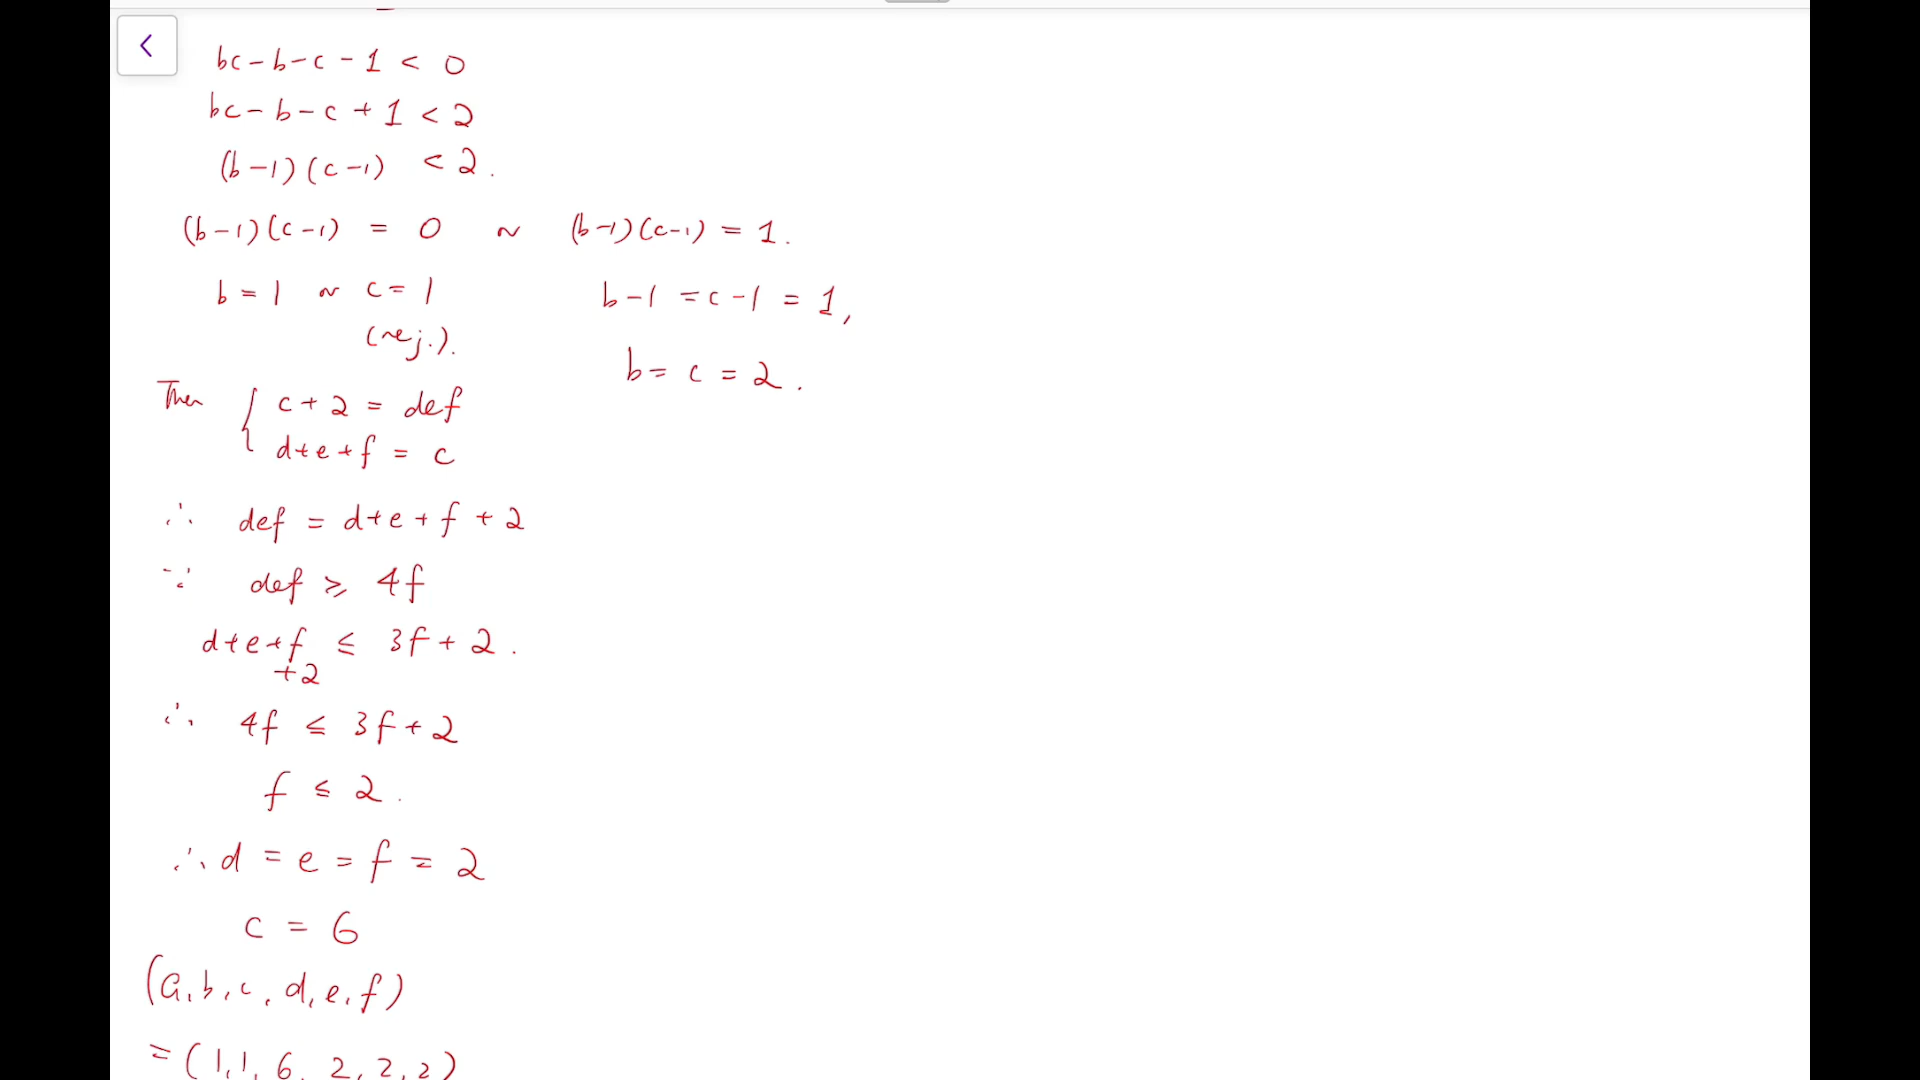 bc - b - c - 1 < 0
bc - b - c + 1 < 2
(b - 1)(c - 1) < 2.
(b - 1)(c - 1) = 0 or (b - 1)(c - 1) = 1.
b = 1 or c = 1
(rej.).
b - 1 = c - 1 = 1,
b = c = 2.
Then { c + 2 = def
d + e + f = c
∴ def = d + e + f + 2
∵ def ⩾ 4f
d + e + f ≤ 3f + 2.
+ 2
∴ 4f ≤ 3f + 2
f ≤ 2.
∴ d = e = f = 2
c = 6
(a, b, c, d, e, f)
= (1, 1, 6, 2, 2, 2)